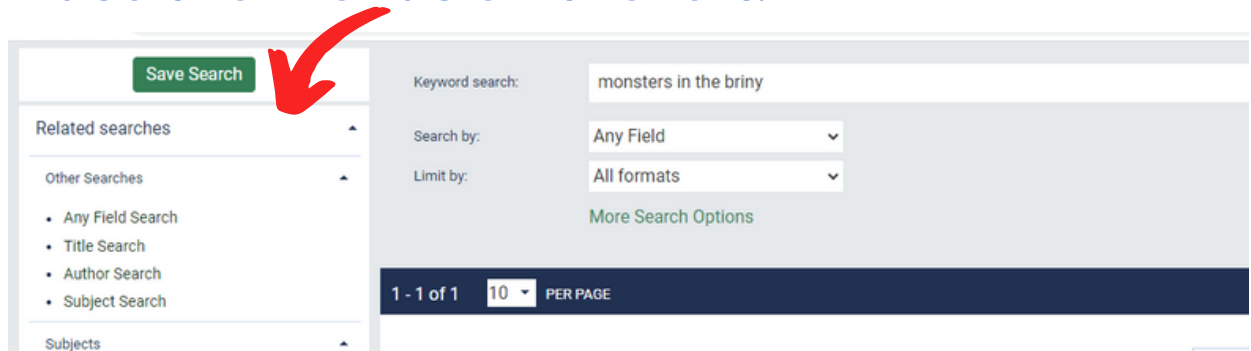 Save Search
Related searches
Other Searches
• Any Field Search
• Title Search
• Author Search
• Subject Search
Subjects
Keyword search: monsters in the briny
Search by: Any Field
Limit by: All formats
More Search Options
1 - 1 of 1 10 PER PAGE